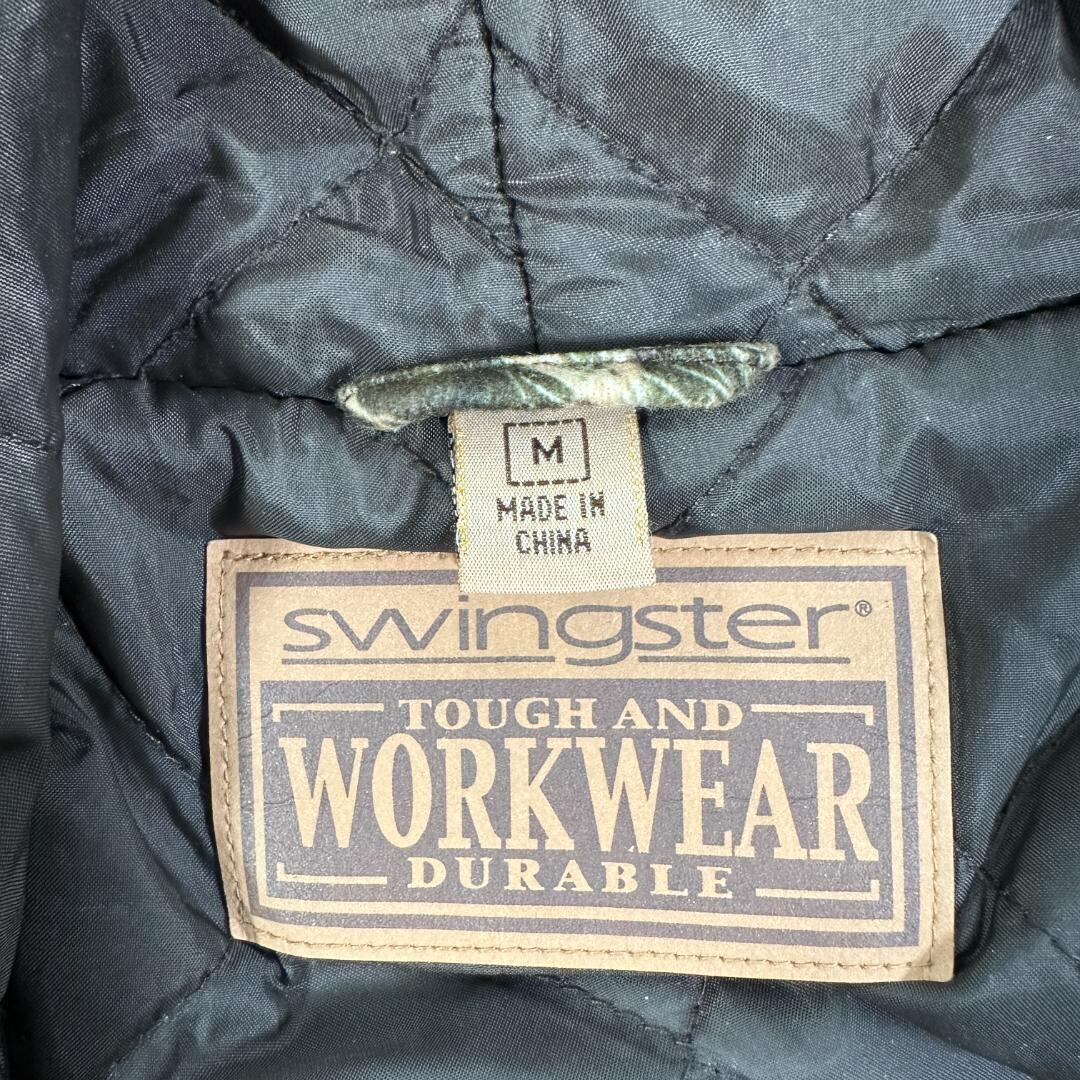 M
MADE IN
CHINA
swingster®
TOUGH AND
WORKWEAR
DURABLE